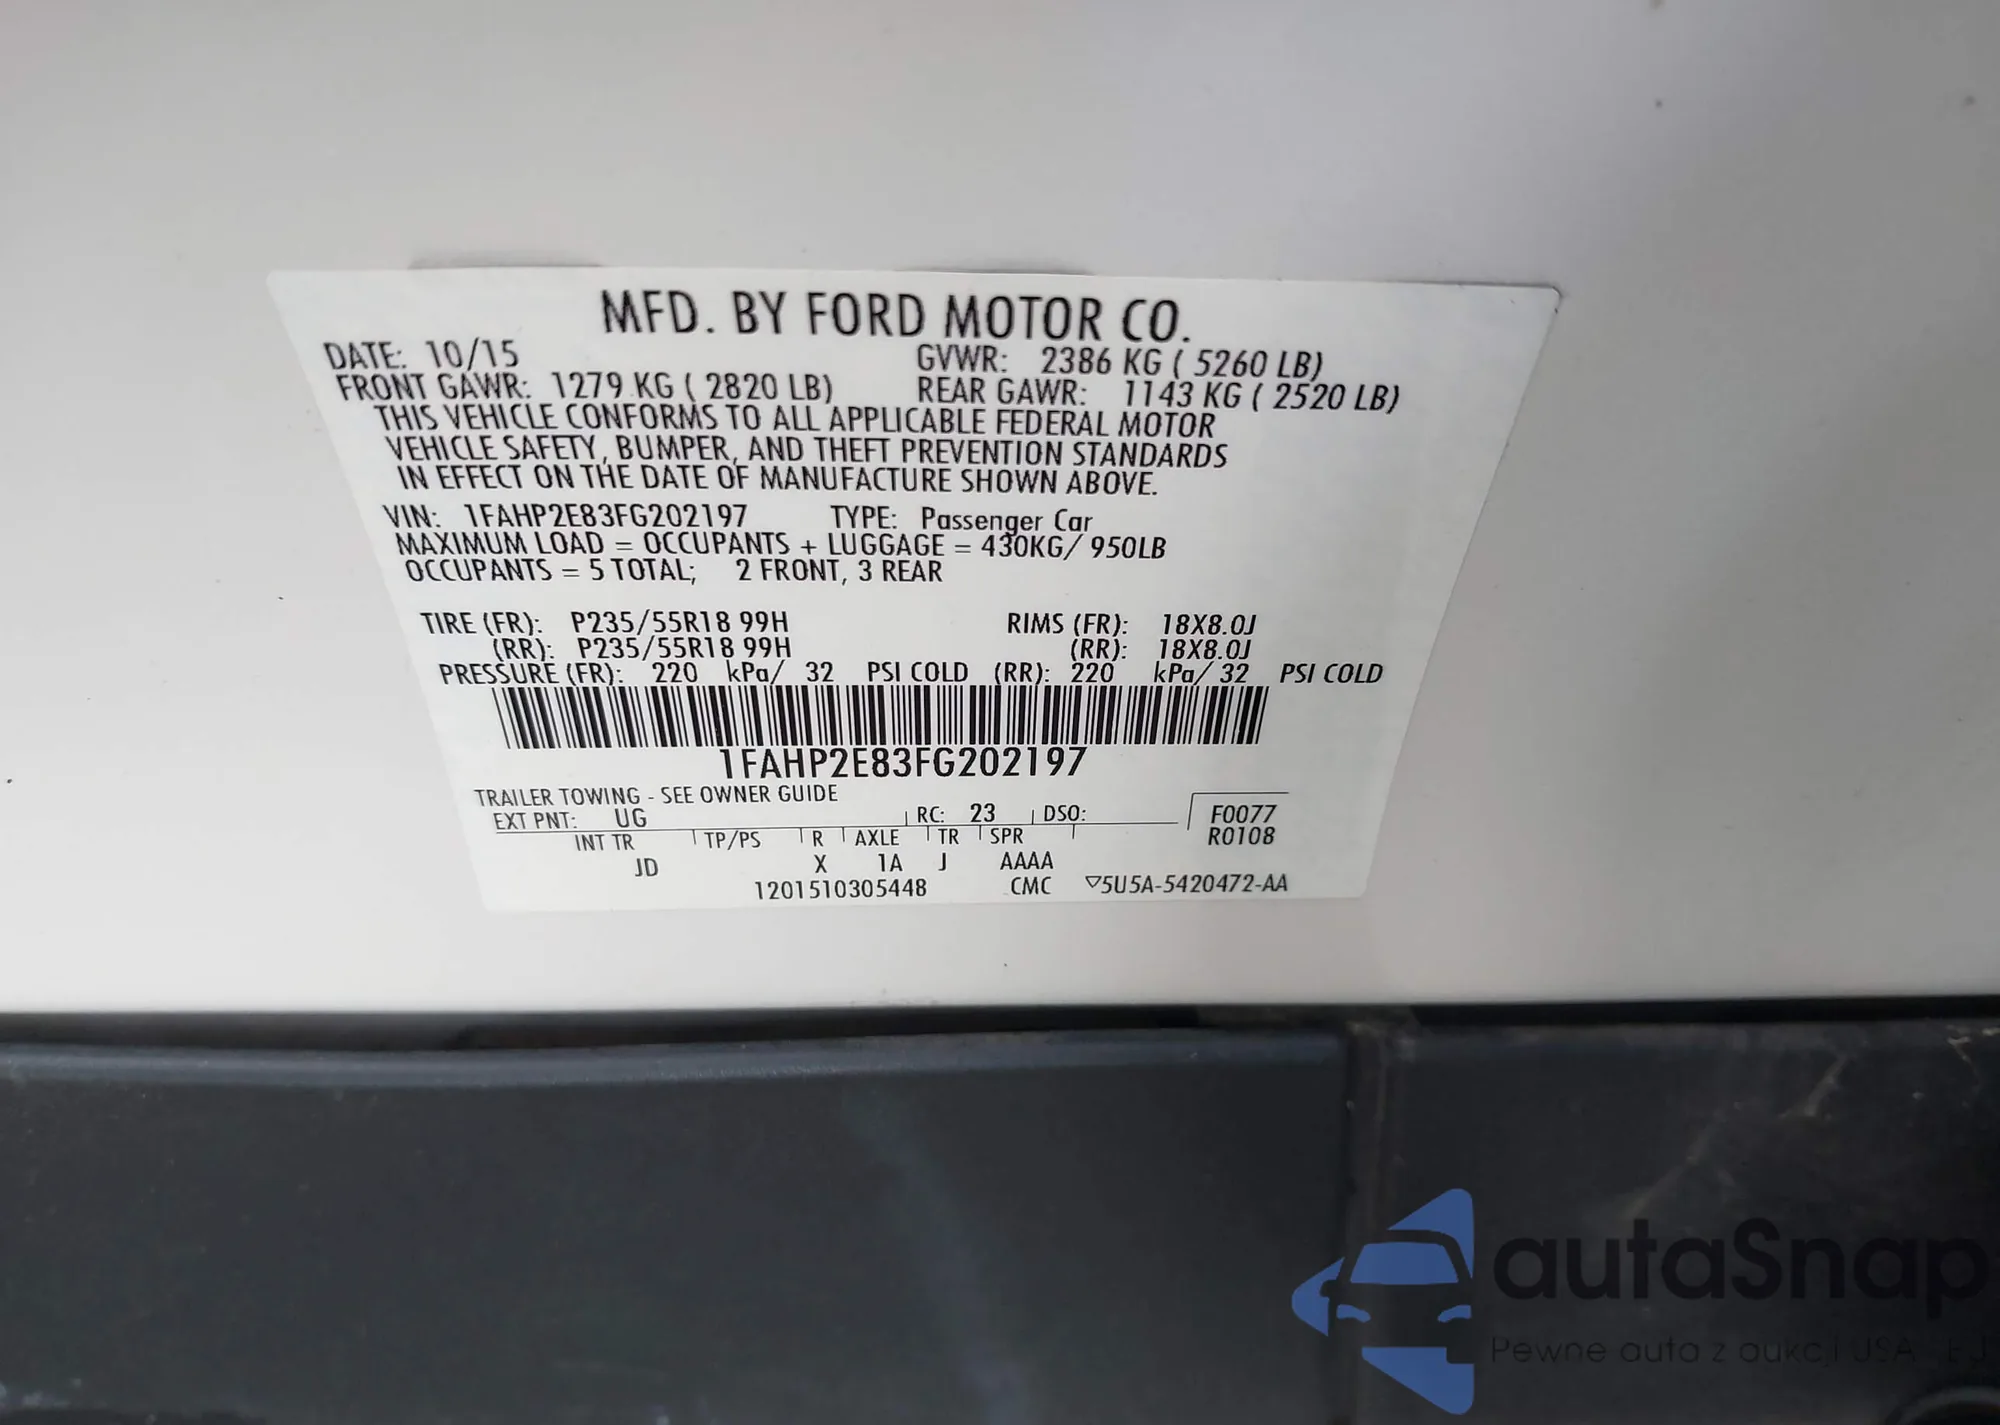 MFD. BY FORD MOTOR CO.
DATE: 10/15 GVWR: 2386 KG ( 5260 LB)
FRONT GAWR: 1279 KG ( 2820 LB) REAR GAWR: 1143 KG ( 2520 LB)
THIS VEHICLE CONFORMS TO ALL APPLICABLE FEDERAL MOTOR
VEHICLE SAFETY, BUMPER, AND THEFT PREVENTION STANDARDS
IN EFFECT ON THE DATE OF MANUFACTURE SHOWN ABOVE.
VIN: 1FAHP2E83FG202197 TYPE: Passenger Car
MAXIMUM LOAD = OCCUPANTS + LUGGAGE = 430KG/ 950LB
OCCUPANTS = 5 TOTAL; 2 FRONT, 3 REAR
TIRE (FR): P235/55R18 99H RIMS (FR): 18X8.0J
(RR): P235/55R18 99H (RR): 18X8.0J
PRESSURE (FR): 220 kPa/ 32 PSI COLD (RR): 220 kPa/ 32 PSI COLD
1FAHP2E83FG202197
TRAILER TOWING - SEE OWNER GUIDE
EXT PNT: UG RC: 23 DSO: F0077
INT TR TP/PS R AXLE TR SPR R0108
JD X 1A J AAAA
1201510305448 CMC ▽5U5A-5420472-AA
autaSnap
Pewne auta z aukcji USA